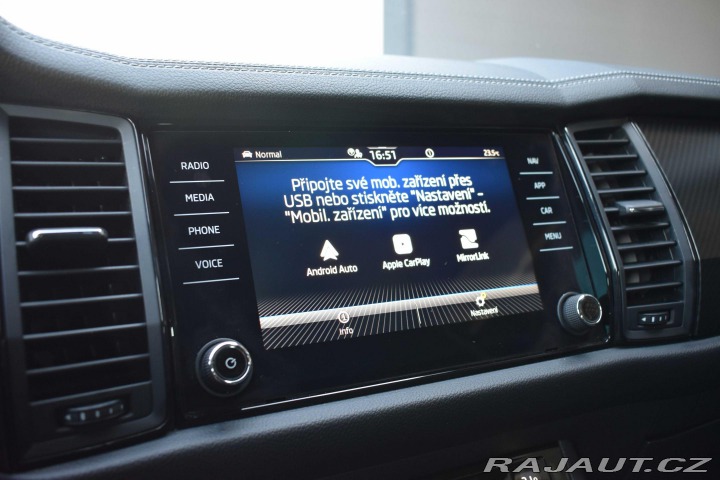 Normal
16:51
23.5°C
Připojte své mob. zařízení přes
USB nebo stiskněte "Nastavení" -
"Mobil. zařízení" pro více možností.
Android Auto
Apple CarPlay
MirrorLink
Info
Nastavení
RADIO
MEDIA
PHONE
VOICE
NAV
APP
CAR
MENU
RAJAUT.CZ